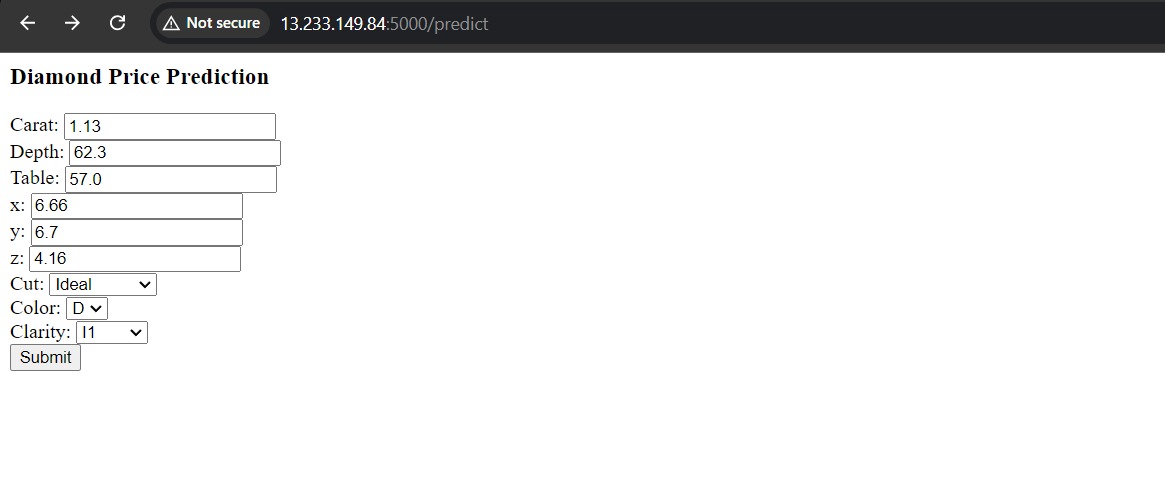 Not secure 13.233.149.84:5000/predict
Diamond Price Prediction
Carat: 1.13
Depth: 62.3
Table: 57.0
x: 6.66
y: 6.7
z: 4.16
Cut: Ideal
Color: D
Clarity: I1
Submit